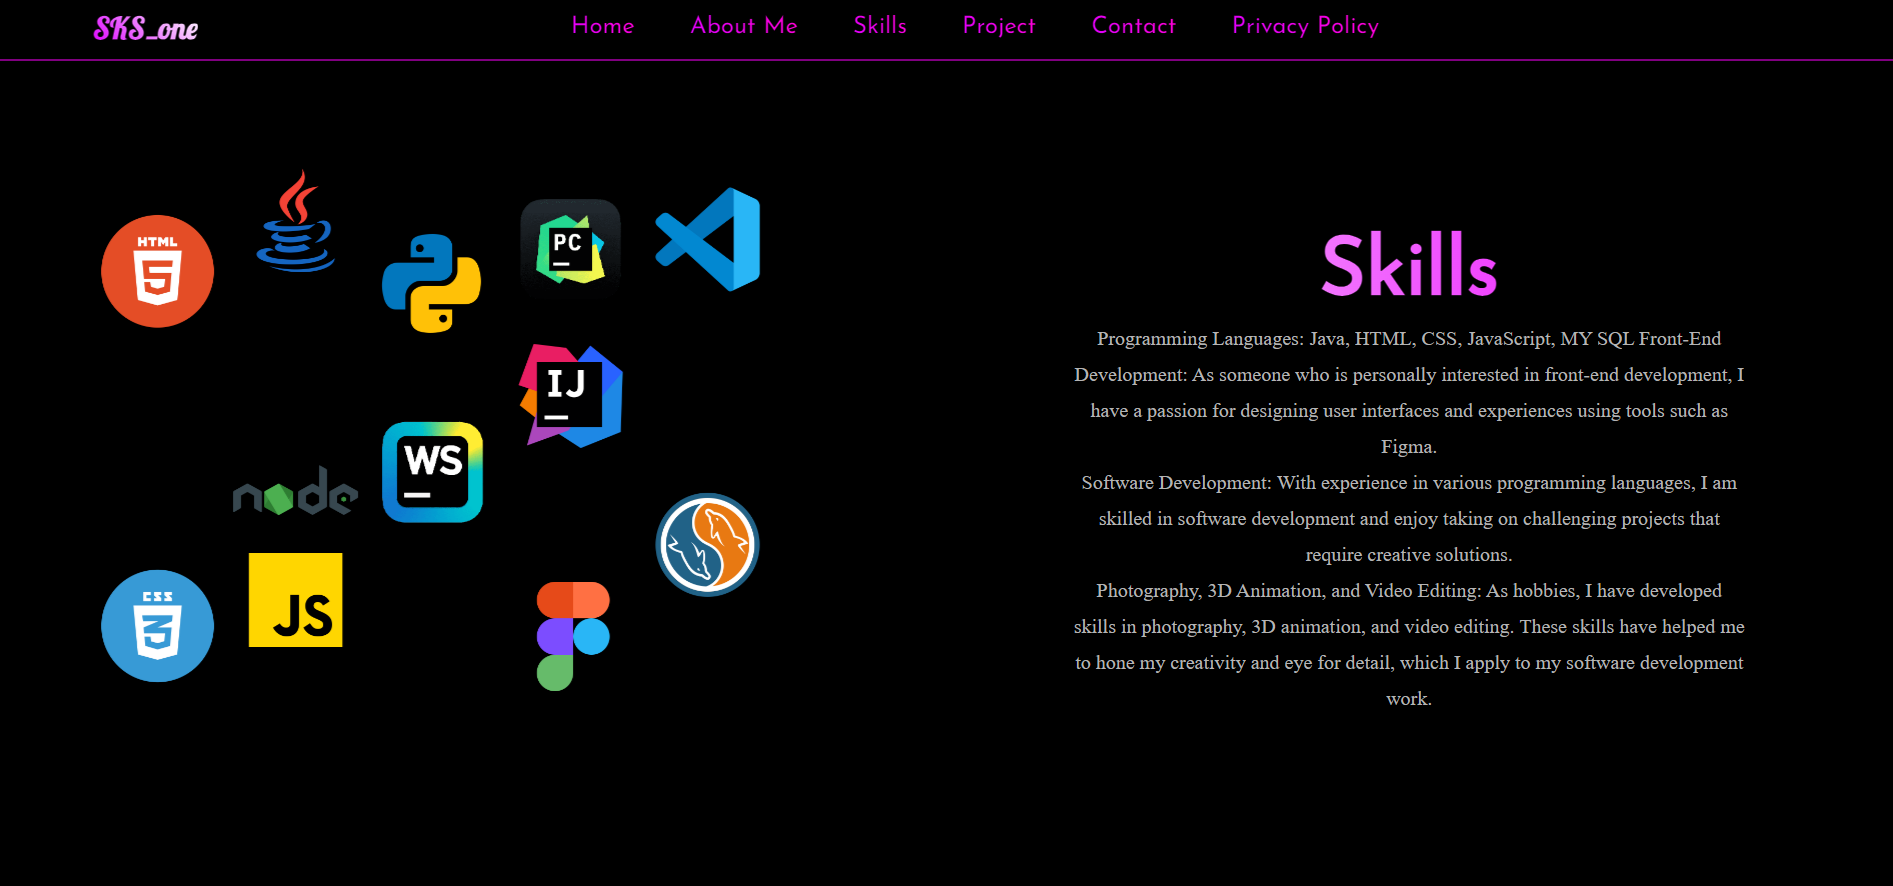 SKS_one
Home
About Me
Skills
Project
Contact
Privacy Policy
HTML
5
PC
IJ
WS
node
CSS
3
JS
Skills
Programming Languages: Java, HTML, CSS, JavaScript, MY SQL Front-End
Development: As someone who is personally interested in front-end development, I
have a passion for designing user interfaces and experiences using tools such as
Figma.
Software Development: With experience in various programming languages, I am
skilled in software development and enjoy taking on challenging projects that
require creative solutions.
Photography, 3D Animation, and Video Editing: As hobbies, I have developed
skills in photography, 3D animation, and video editing. These skills have helped me
to hone my creativity and eye for detail, which I apply to my software development
work.